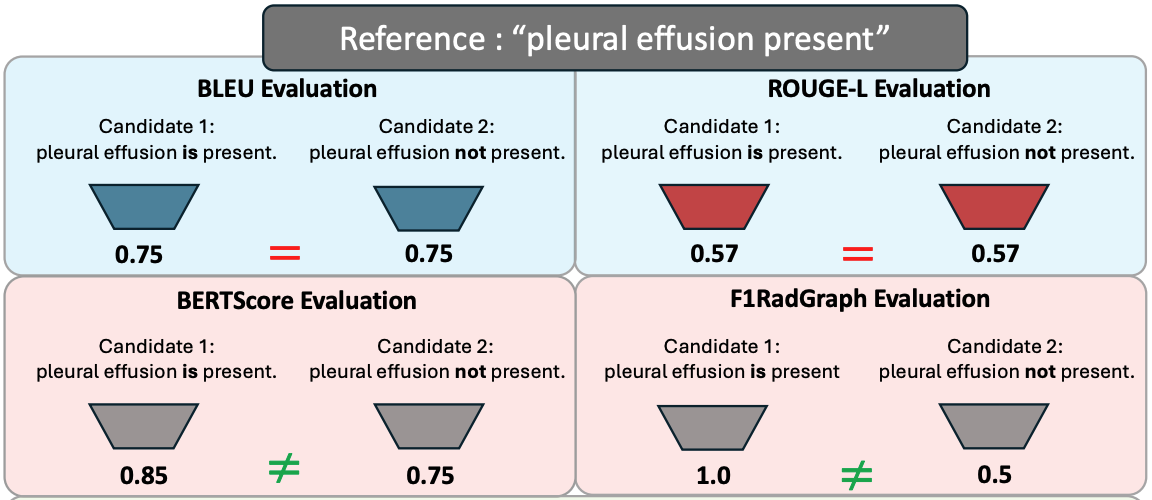 Reference : “pleural effusion present”
BLEU Evaluation
Candidate 1:
pleural effusion is present.
Candidate 2:
pleural effusion not present.
0.75
=
0.75
ROUGE-L Evaluation
Candidate 1:
pleural effusion is present.
Candidate 2:
pleural effusion not present.
0.57
=
0.57
BERTScore Evaluation
Candidate 1:
pleural effusion is present.
Candidate 2:
pleural effusion not present.
0.85
≠
0.75
F1RadGraph Evaluation
Candidate 1:
pleural effusion is present
Candidate 2:
pleural effusion not present.
1.0
≠
0.5